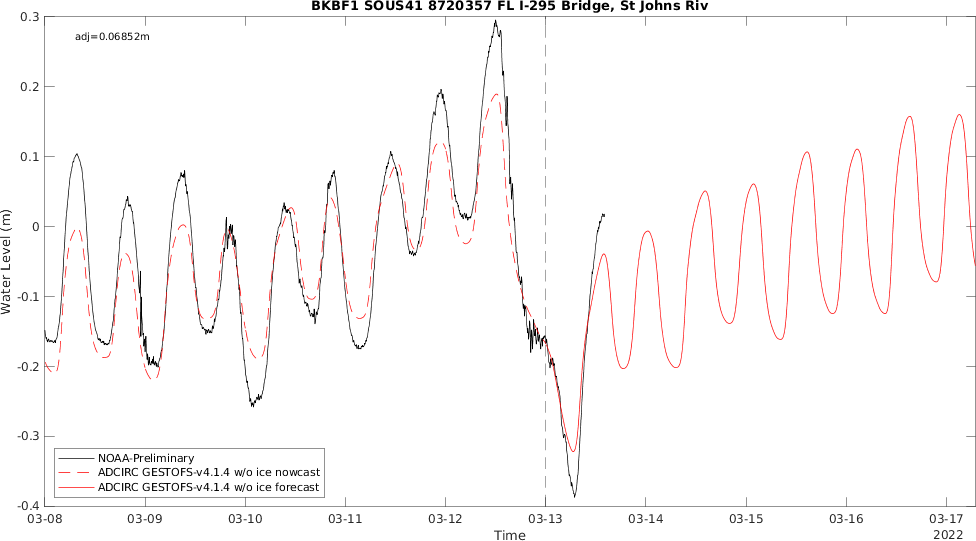 BKBF1 SOUS41 8720357 FL I-295 Bridge, St Johns Riv
adj=0.06852m
0.3
0.2
0.1
0
-0.1
-0.2
-0.3
-0.4
Water Level (m)
NOAA-Preliminary
ADCIRC GESTOFS-v4.1.4 w/o ice nowcast
ADCIRC GESTOFS-v4.1.4 w/o ice forecast
03-08 03-09 03-10 03-11 03-12 03-13 03-14 03-15 03-16 03-17
Time
2022